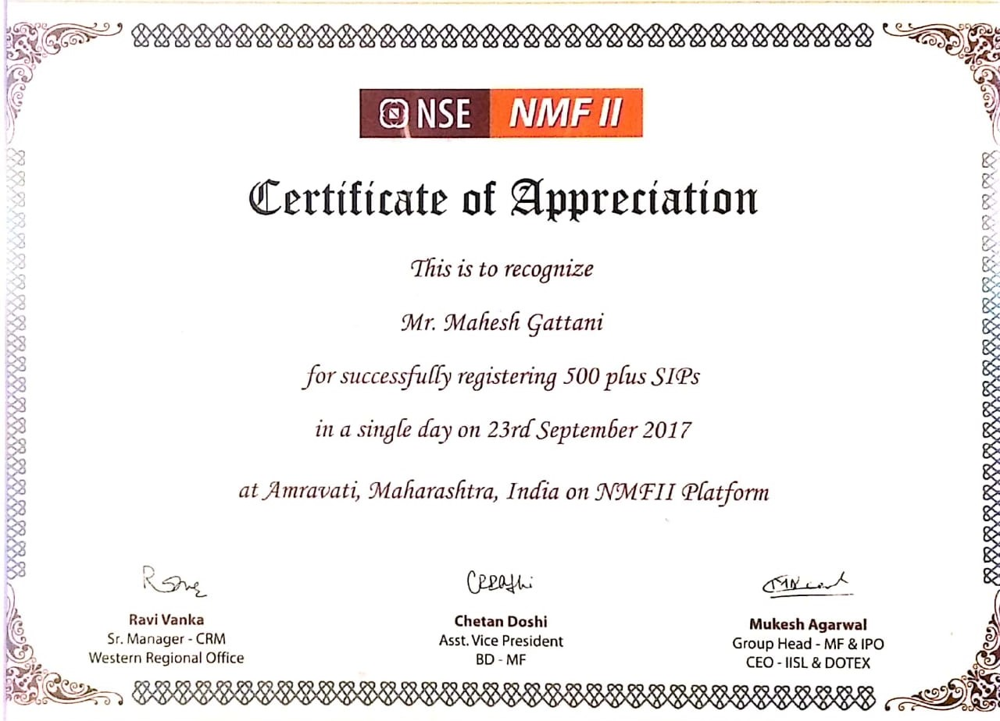 NSE NMF II
Certificate of Appreciation
This is to recognize
Mr. Mahesh Gattani
for successfully registering 500 plus SIPs
in a single day on 23rd September 2017
at Amravati, Maharashtra, India on NMFII Platform
Ravi Vanka
Sr. Manager - CRM
Western Regional Office
Chetan Doshi
Asst. Vice President
BD - MF
Mukesh Agarwal
Group Head - MF & IPO
CEO - IISL & DOTEX